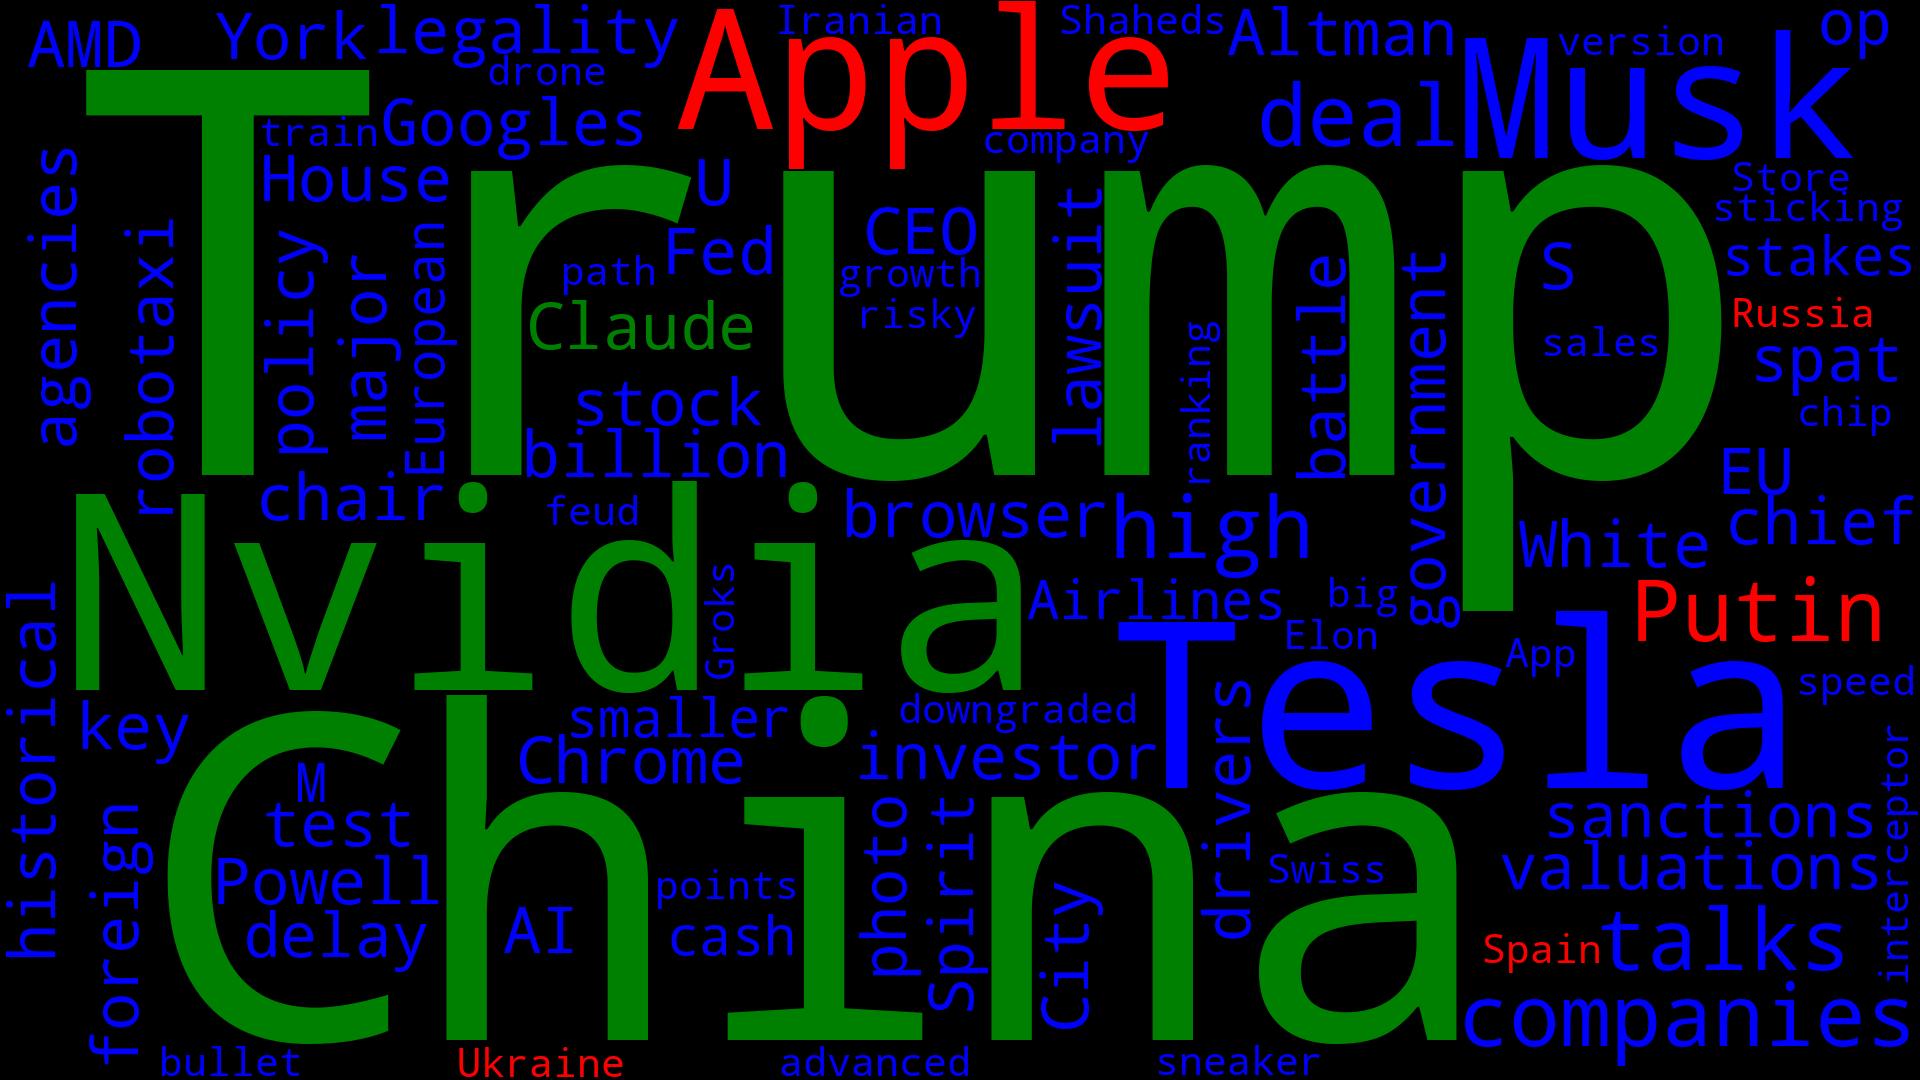 AMD
York
legality
Apple
Iranian
Shaheds
Altman
Musk
version
op
drone
Trump
train
Googles
company
deal
agencies
House
U
Store
sticking
robotaxi
policy
major
European
path
Fed
CEO
growth
risky
lawsuit
ranking
battle
government
S
sales
stakes
Russia
spat
chip
Claude
stock
billion
chair
feud
browser
high
White
EU
chief
Nvidia
Groks
Airlines
big
Elon
Putin
Tesla
App
speed
historical
key
smaller
Chrome
downgraded
investor
drivers
China
M
test
Powell
delay
AI
points
cash
photo
Spirit
City
Swiss
sanctions
valuations
interceptor
foreign
Spain
talks
companies
bullet
Ukraine
advanced
sneaker